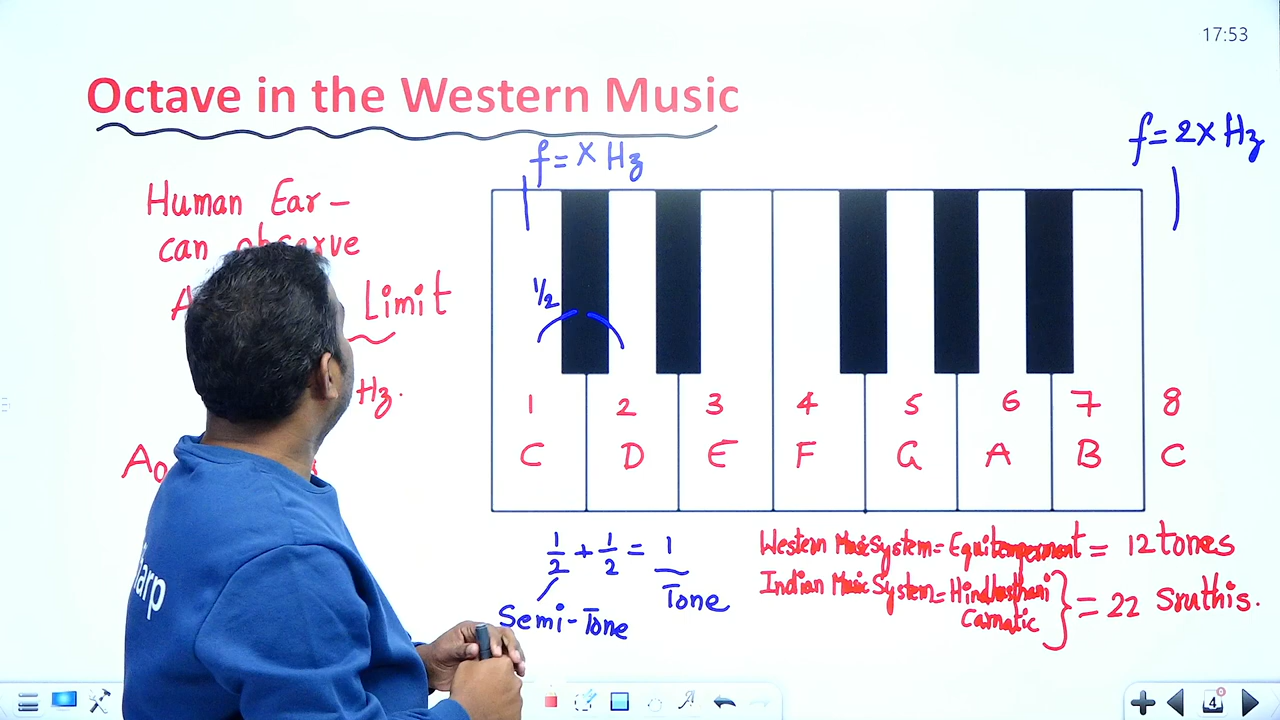 17:53
Octave in the Western Music
f = x Hz
f = 2x Hz
Human Ear -
can observe
Limit
Hz.
1/2
1 2 3 4 5 6 7 8
C D E F G A B C
1/2 + 1/2 = 1
Semi-Tone
Tone
Western Music System = Equitemperment = 12 tones
Indian Music System = Hindhusthani
Carnatic
} = 22 Sruthis.
4